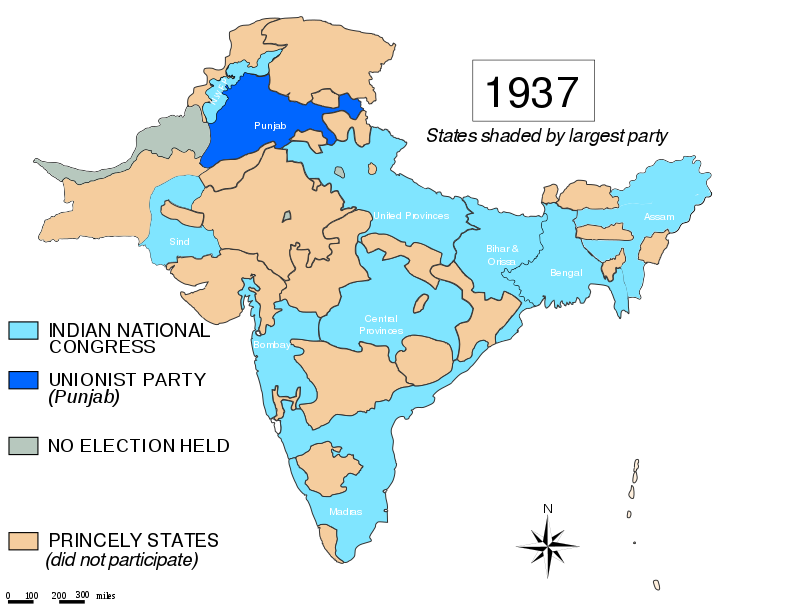 1937
States shaded by largest party
Punjab
United Provinces
Assam
Bihar &
Orissa
Sind
Bengal
Central
Provinces
Bombay
Madras
INDIAN NATIONAL
CONGRESS
UNIONIST PARTY
(Punjab)
NO ELECTION HELD
PRINCELY STATES
(did not participate)
N
0 100 200 300 miles